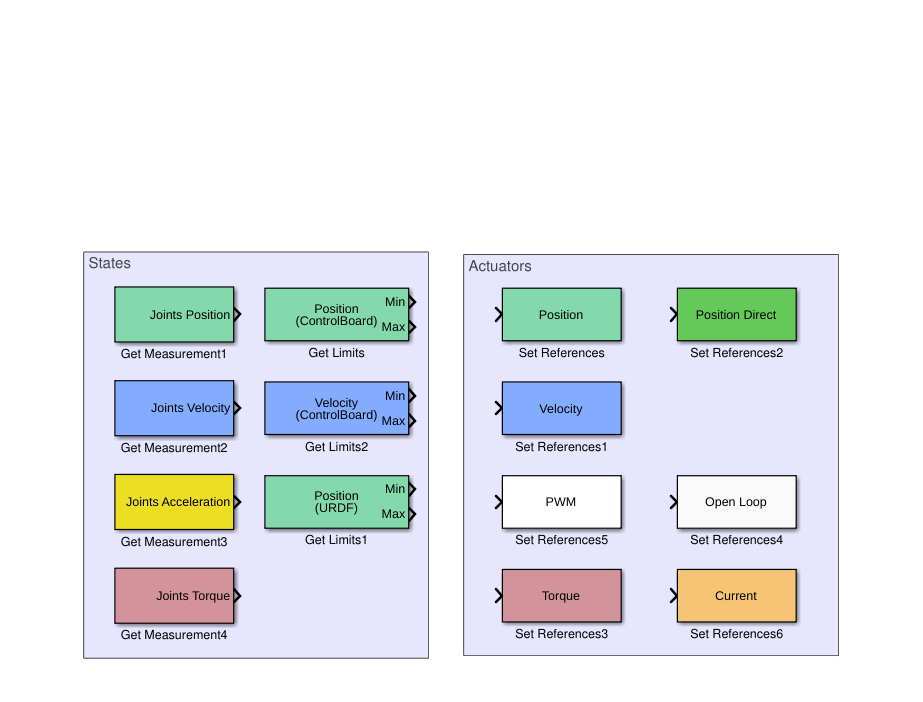 States
Joints Position
Get Measurement1
Position
(ControlBoard)
Min
Max
Get Limits
Joints Velocity
Get Measurement2
Velocity
(ControlBoard)
Min
Max
Get Limits2
Joints Acceleration
Get Measurement3
Position
(URDF)
Min
Max
Get Limits1
Joints Torque
Get Measurement4
Actuators
Position
Set References
Position Direct
Set References2
Velocity
Set References1
PWM
Set References5
Open Loop
Set References4
Torque
Set References3
Current
Set References6